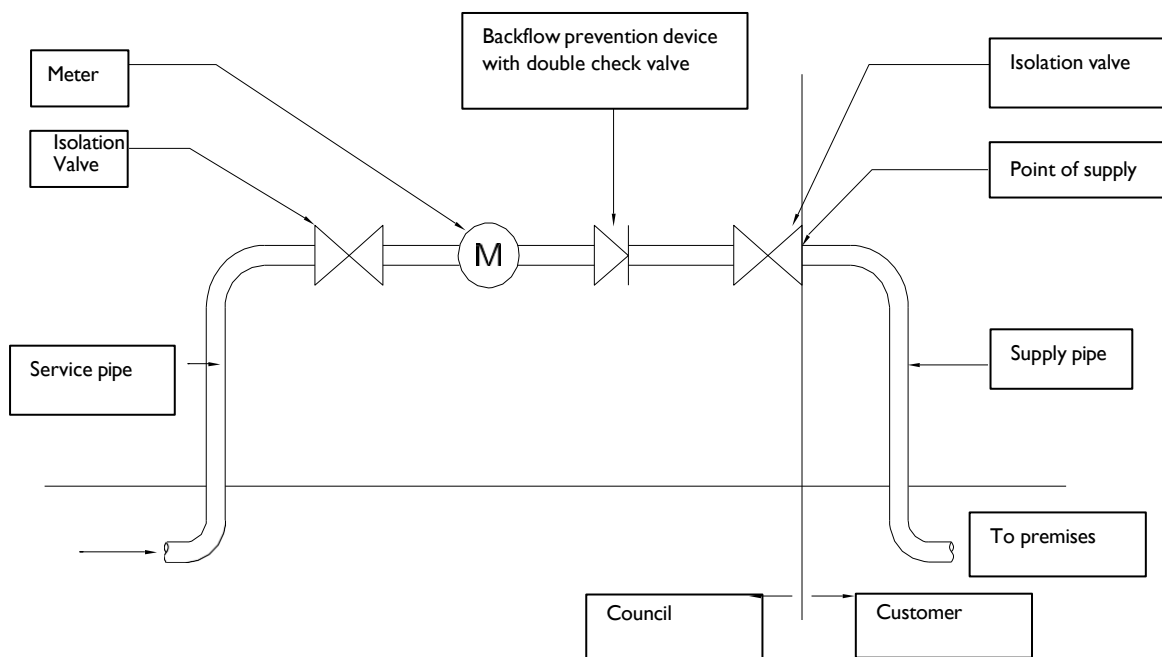 Backflow prevention device
with double check valve
Meter
Isolation valve
Isolation
Valve
Point of supply
M
Service pipe
Supply pipe
To premises
Council
Customer